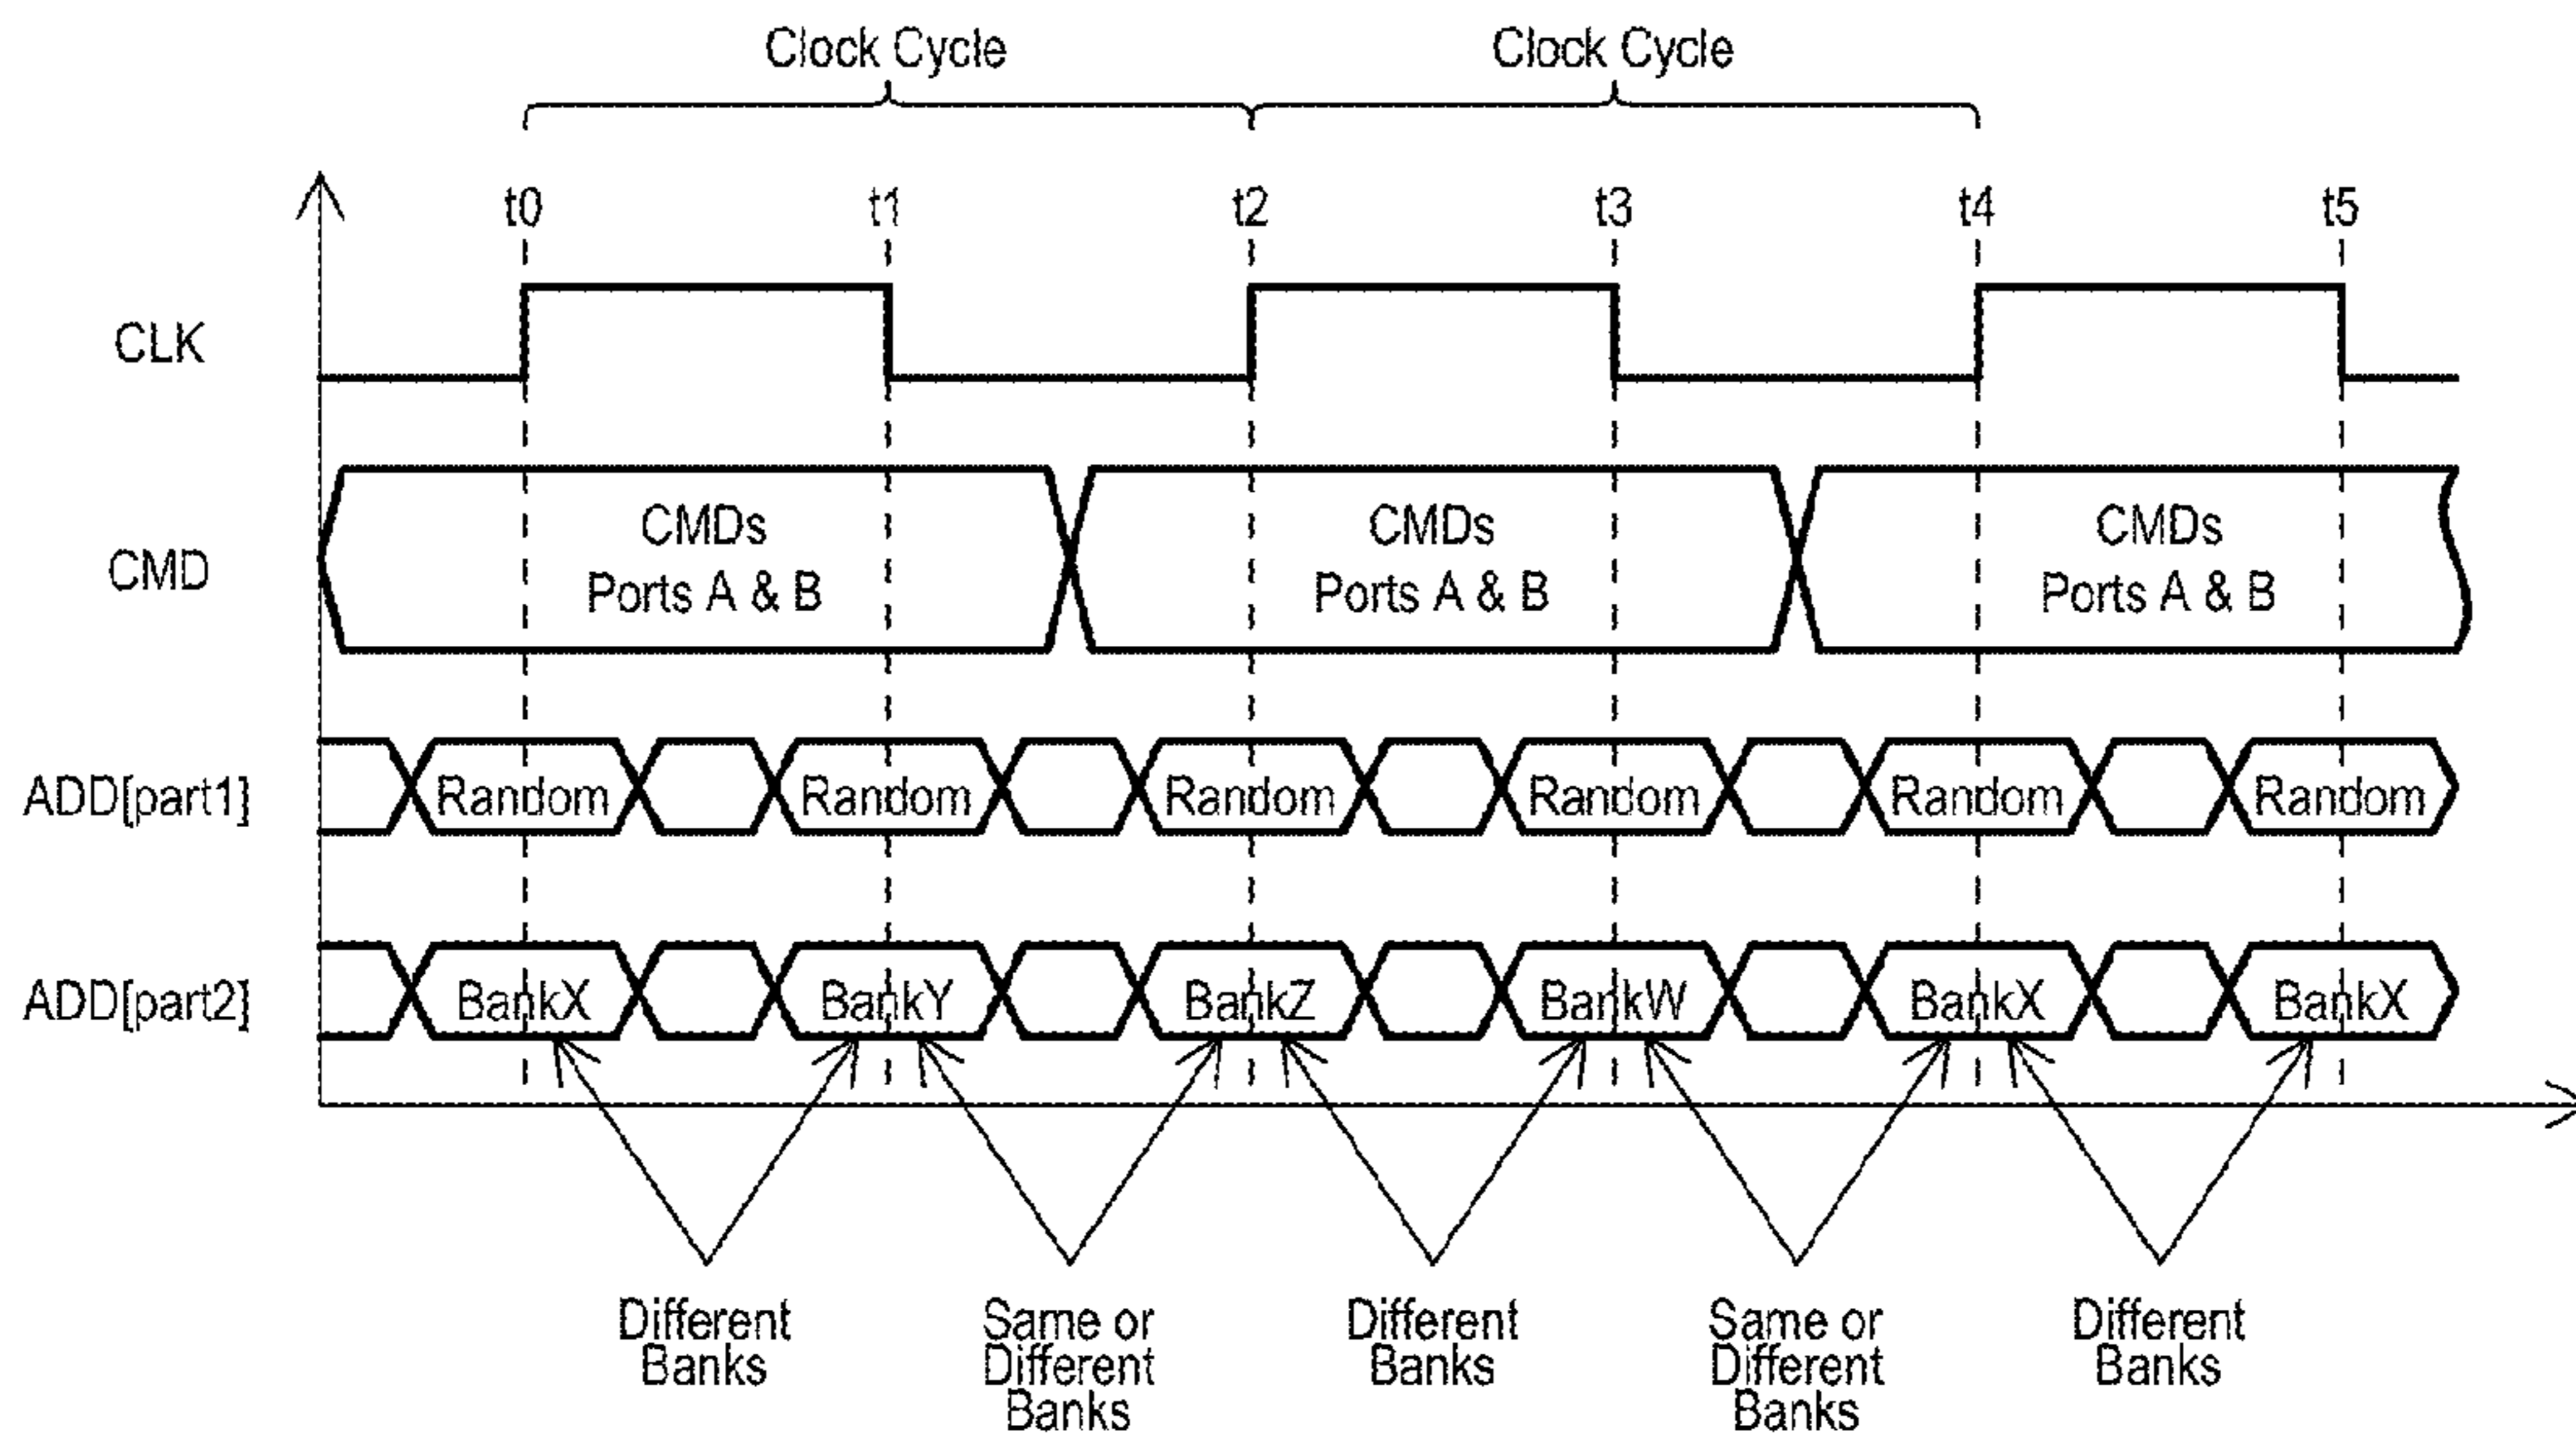 Clock Cycle
Clock Cycle
t0
t1
t2
t3
t4
t5
CLK
CMD
CMDs
Ports A & B
CMDs
Ports A & B
CMDs
Ports A & B
ADD[part1]
Random
Random
Random
Random
Random
Random
ADD[part2]
BankX
BankY
BankZ
BankW
BankX
BankX
Different
Banks
Same or
Different
Banks
Different
Banks
Same or
Different
Banks
Different
Banks